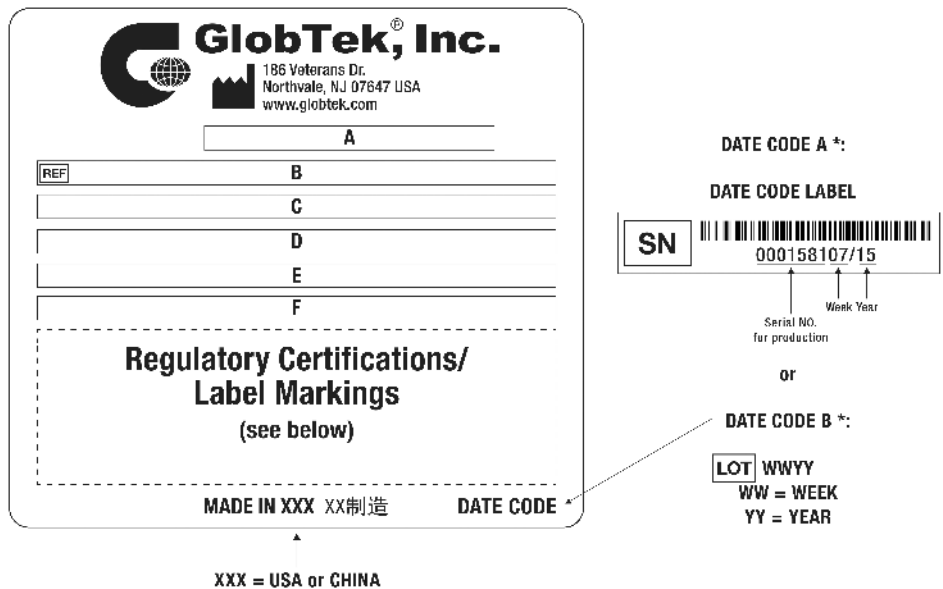 GlobTek,® Inc.
186 Veterans Dr.
Northvale, NJ 07647 USA
www.globtek.com
A
REF B
C
D
E
F
Regulatory Certifications/
Label Markings
(see below)
MADE IN XXX XX制造 DATE CODE
XXX = USA or CHINA
DATE CODE A *:
DATE CODE LABEL
SN
000158107/15
Week Year
Serial NO.
for production
or
DATE CODE B *:
LOT WWYY
WW = WEEK
YY = YEAR